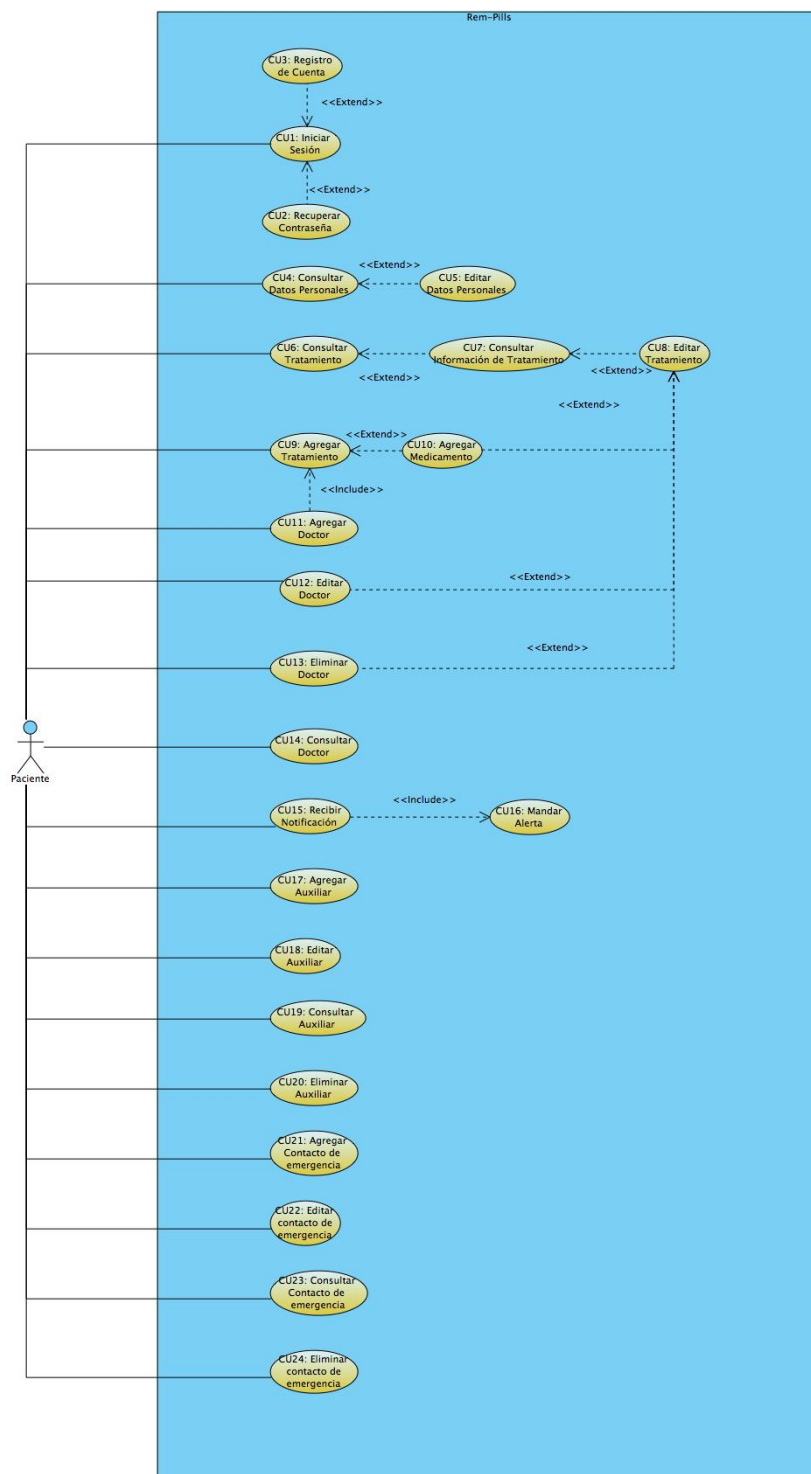 Rem-Pills
CU3: Registro
de Cuenta
<<Extend>>
CU1: Iniciar
Sesión
<<Extend>>
CU2: Recuperar
Contraseña
<<Extend>>
CU4: Consultar
Datos Personales
CU5: Editar
Datos Personales
CU6: Consultar
Tratamiento
CU7: Consultar
Información de Tratamiento
CU8: Editar
Tratamiento
<<Extend>>
<<Extend>>
<<Extend>>
CU9: Agregar
Tratamiento
<<Extend>>
CU10: Agregar
Medicamento
<<Include>>
CU11: Agregar
Doctor
CU12: Editar
Doctor
<<Extend>>
CU13: Eliminar
Doctor
<<Extend>>
Paciente
CU14: Consultar
Doctor
CU15: Recibir
Notificación
<<Include>>
CU16: Mandar
Alerta
CU17: Agregar
Auxiliar
CU18: Editar
Auxiliar
CU19: Consultar
Auxiliar
CU20: Eliminar
Auxiliar
CU21: Agregar
Contacto de
emergencia
CU22: Editar
contacto de
emergencia
CU23: Consultar
Contacto de
emergencia
CU24: Eliminar
contacto de
emergencia